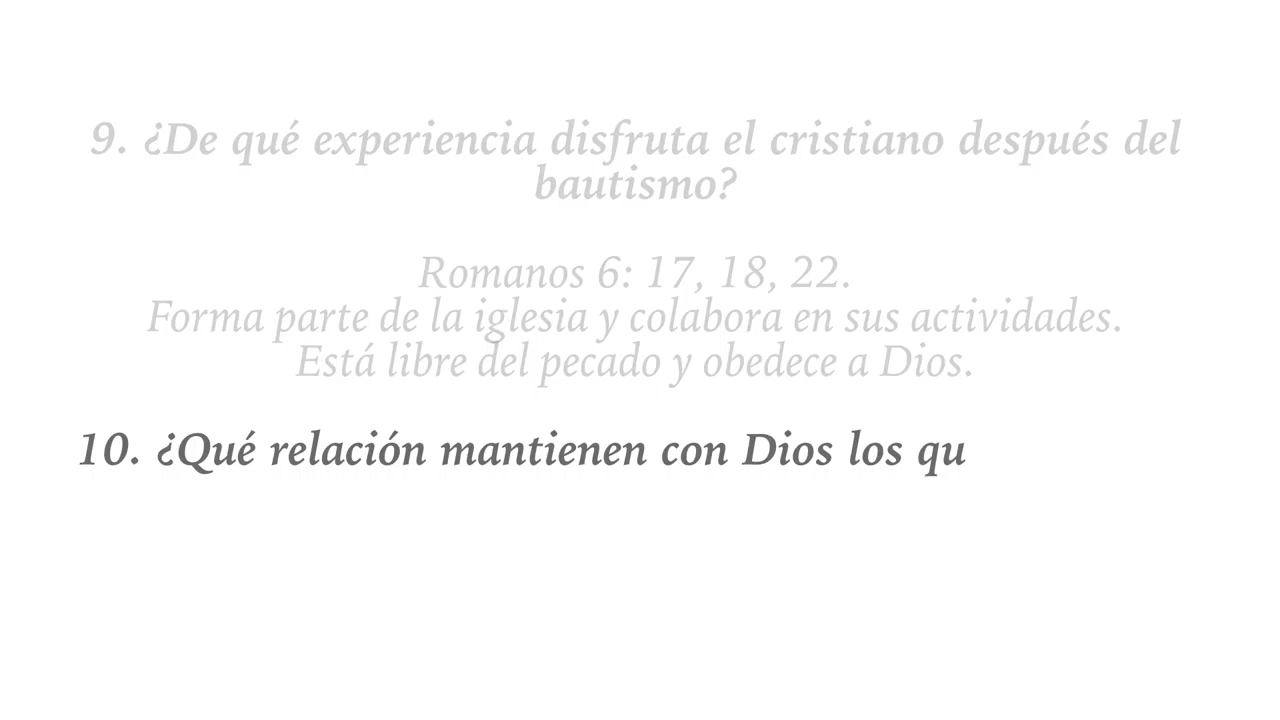 9. ¿De qué experiencia disfruta el cristiano después del
bautismo?
Romanos 6: 17, 18, 22.
Forma parte de la iglesia y colabora en sus actividades.
Está libre del pecado y obedece a Dios.
10. ¿Qué relación mantienen con Dios los qu